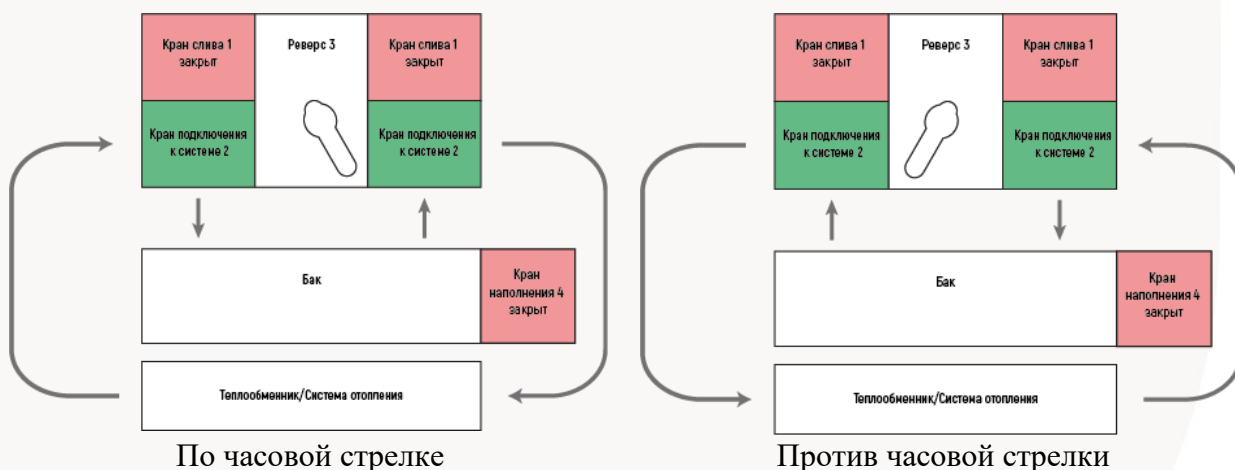 Кран слива 1
закрыт
Реверс 3
Кран слива 1
закрыт
Кран подключения
к системе 2
Кран подключения
к системе 2
Бак
Кран
наполнения 4
закрыт
Теплообменник/Система отопления
По часовой стрелке
Кран слива 1
закрыт
Реверс 3
Кран слива 1
закрыт
Кран подключения
к системе 2
Кран подключения
к системе 2
Бак
Кран
наполнения 4
закрыт
Теплообменник/Система отопления
Против часовой стрелки